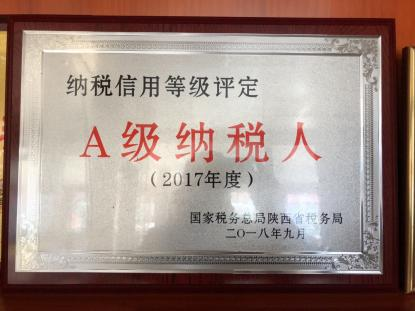 纳税信用等级评定
A级纳税人
（2017年度）
国家税务总局陕西省税务局
二〇一八年九月